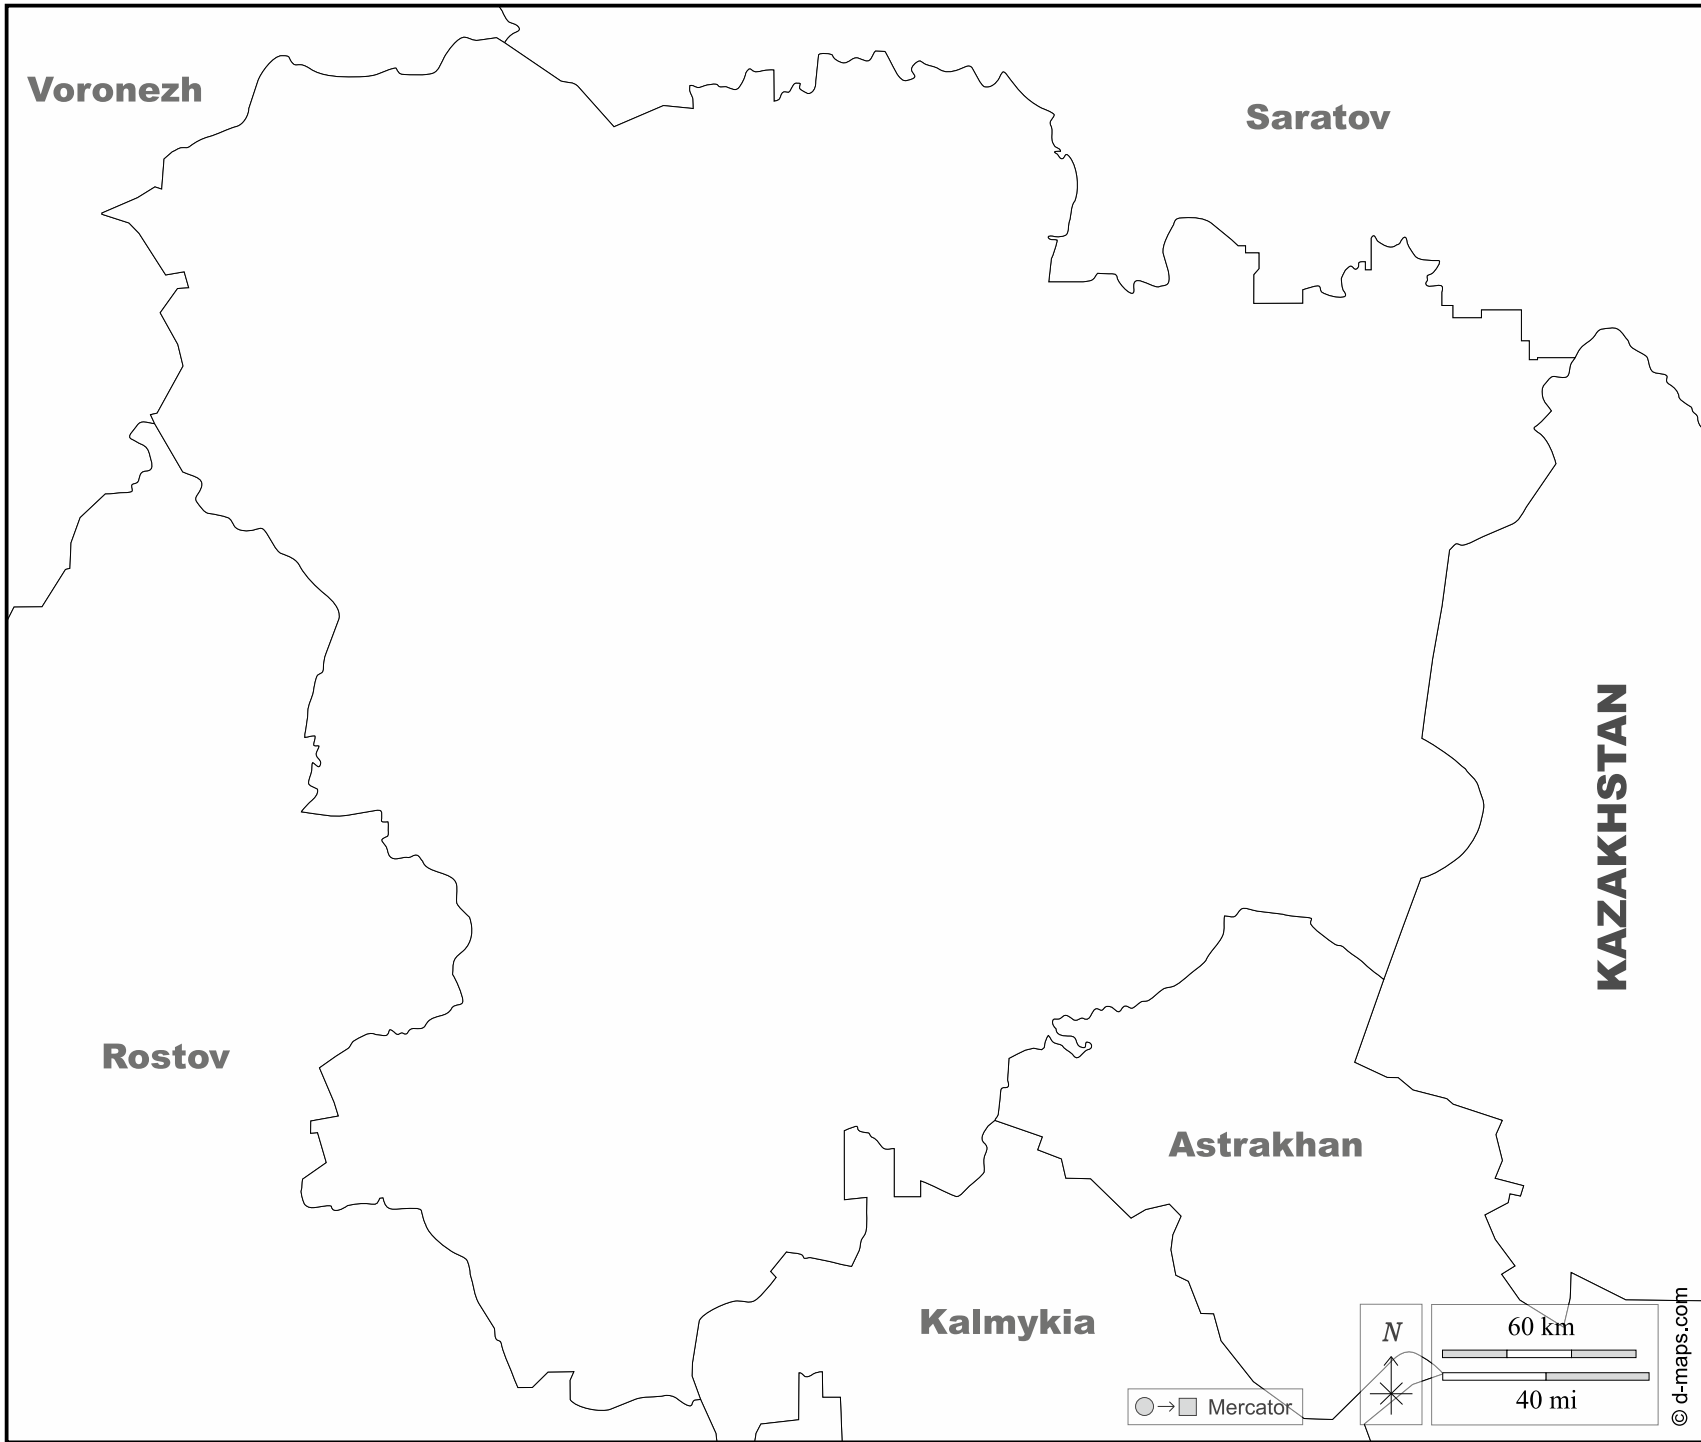 Voronezh
Saratov
KAZAKHSTAN
Rostov
Astrakhan
Kalmykia
N
60 km
40 mi
Mercator
© d-maps.com